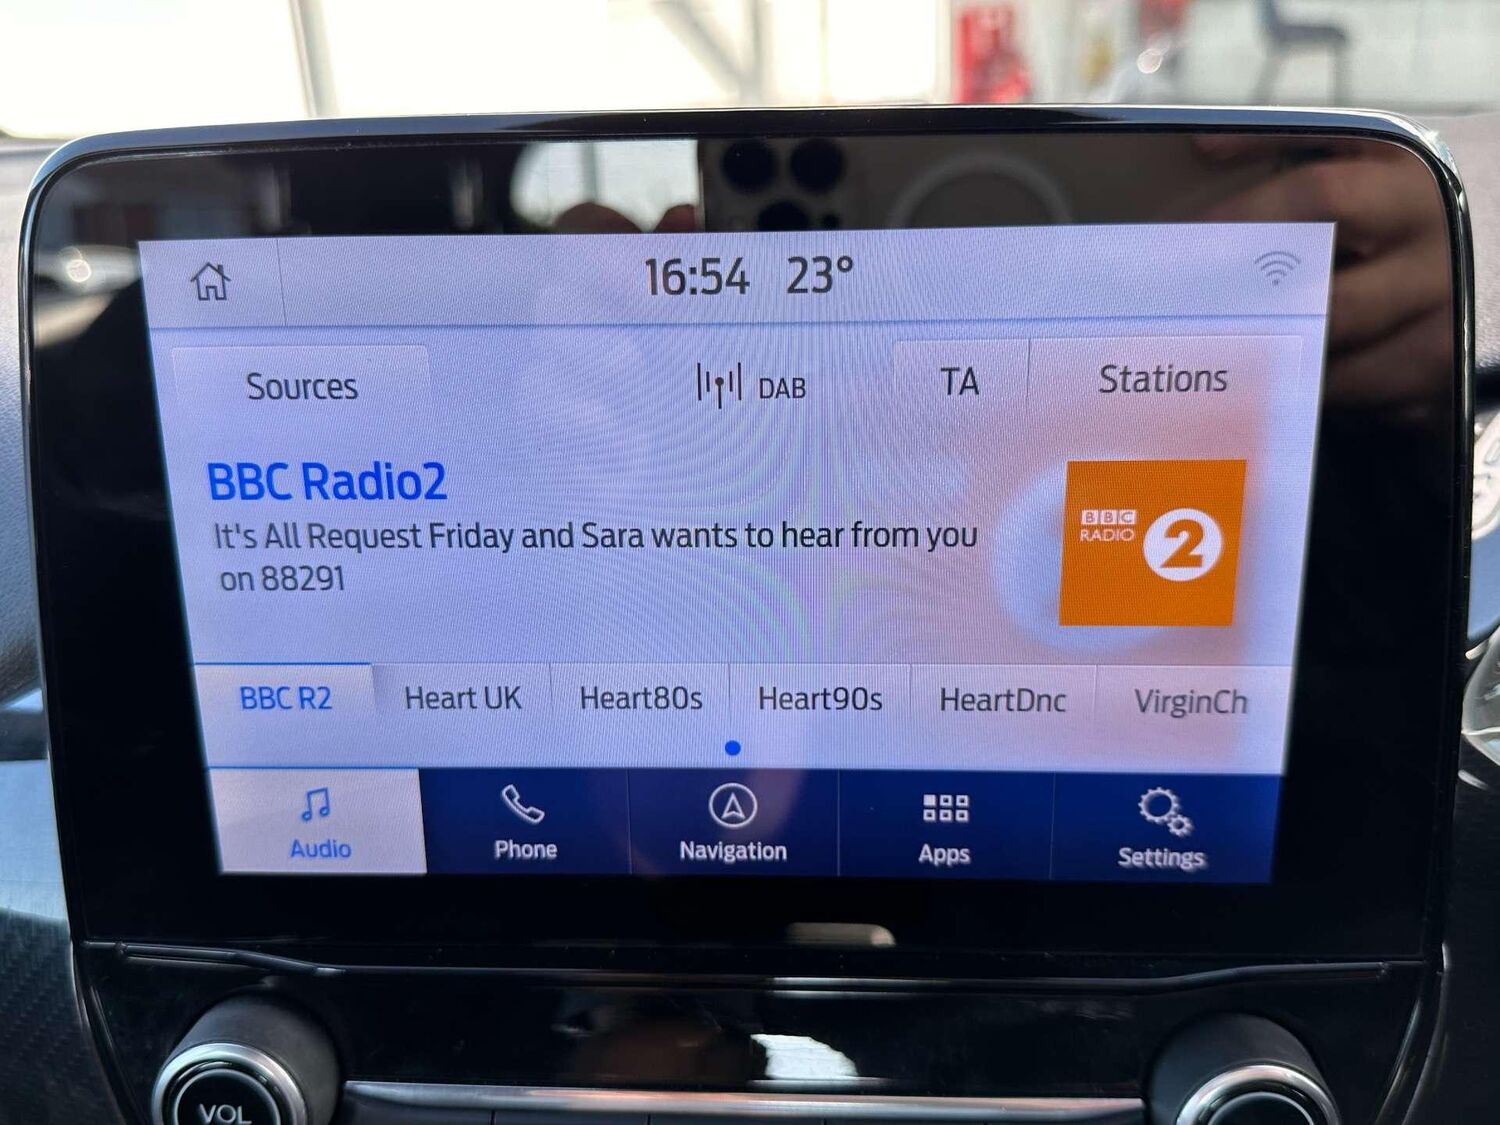 16:54 23°
Sources DAB TA Stations
BBC Radio2
It's All Request Friday and Sara wants to hear from you
on 88291
BBC
RADIO 2
BBC R2 Heart UK Heart80s Heart90s HeartDnc VirginCh
Audio Phone Navigation Apps Settings
VOL